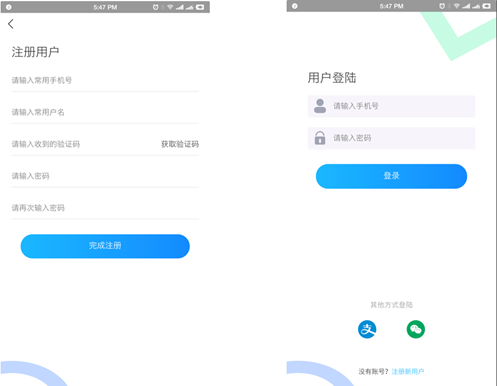 5:47 PM
注册用户
请输入常用手机号
请输入常用户名
请输入收到的验证码 获取验证码
请输入密码
请再次输入密码
完成注册
5:47 PM
用户登陆
请输入手机号
请输入密码
登录
其他方式登陆
支
没有账号? 注册新用户